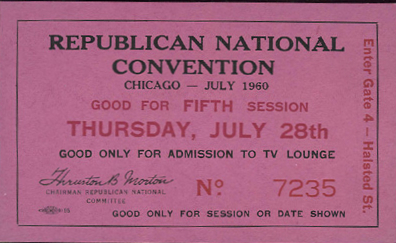 REPUBLICAN NATIONAL
CONVENTION
CHICAGO — JULY 1960
GOOD FOR FIFTH SESSION
THURSDAY, JULY 28th
GOOD ONLY FOR ADMISSION TO TV LOUNGE
Thruston B. Morton
CHAIRMAN REPUBLICAN NATIONAL
COMMITTEE
No. 7235
GOOD ONLY FOR SESSION OR DATE SHOWN
Enter Gate 4 – Halsted St.